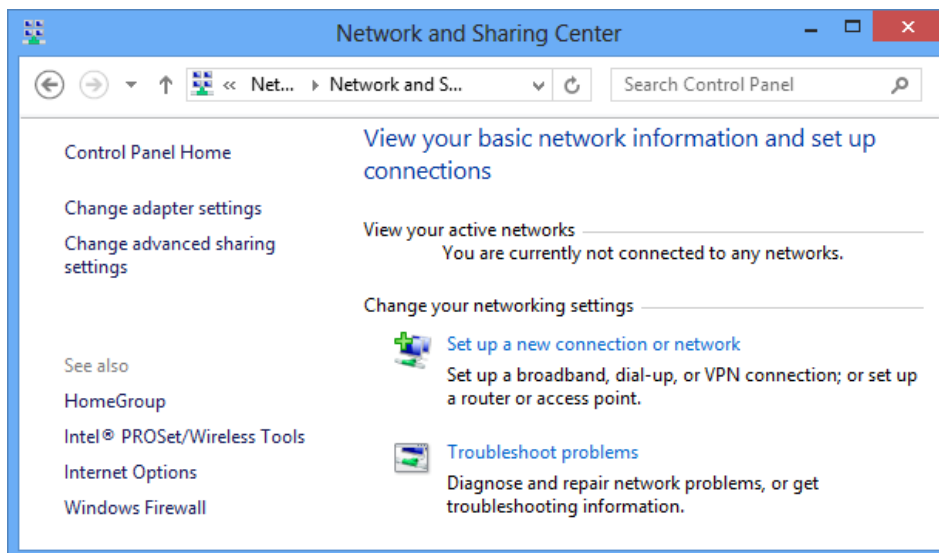 Network and Sharing Center
« Net... Network and S...
Search Control Panel
Control Panel Home
Change adapter settings
Change advanced sharing
settings
See also
HomeGroup
Intel® PROSet/Wireless Tools
Internet Options
Windows Firewall
View your basic network information and set up
connections
View your active networks
You are currently not connected to any networks.
Change your networking settings
Set up a new connection or network
Set up a broadband, dial-up, or VPN connection; or set up
a router or access point.
Troubleshoot problems
Diagnose and repair network problems, or get
troubleshooting information.